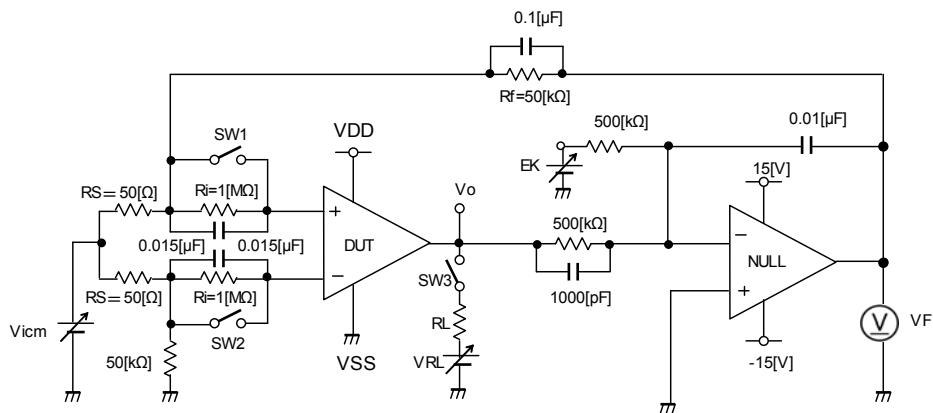 0.1[µF]
Rf=50[kΩ]
SW1
VDD
500[kΩ]
0.01[µF]
EK
15[V]
RS=50[Ω]
Ri=1[MΩ]
Vo
0.015[µF]
0.015[µF]
+
DUT
−
500[kΩ]
−
NULL
+
RS=50[Ω]
Ri=1[MΩ]
SW3
1000[pF]
Vicm
SW2
RL
V
VF
50[kΩ]
VSS
VRL
-15[V]